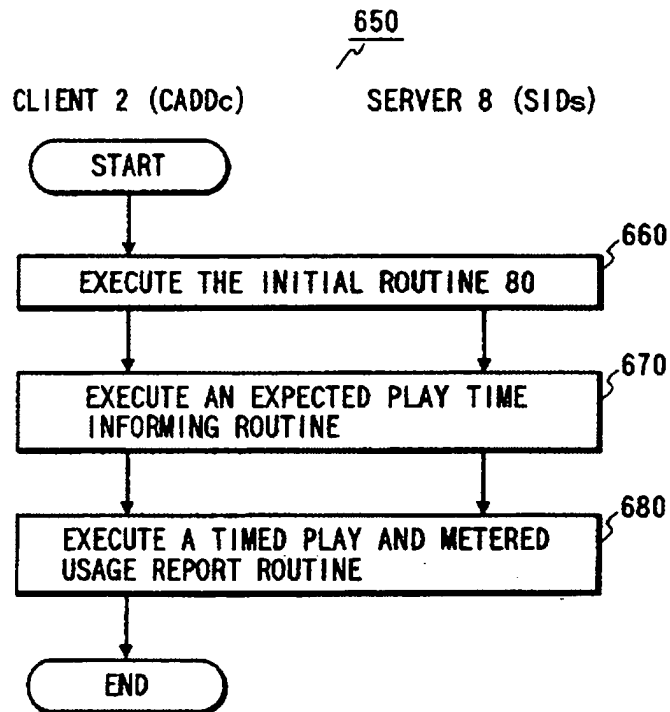 650
CLIENT 2 (CADDc)
SERVER 8 (SIDs)
START
660
EXECUTE THE INITIAL ROUTINE 80
670
EXECUTE AN EXPECTED PLAY TIME
INFORMING ROUTINE
680
EXECUTE A TIMED PLAY AND METERED
USAGE REPORT ROUTINE
END